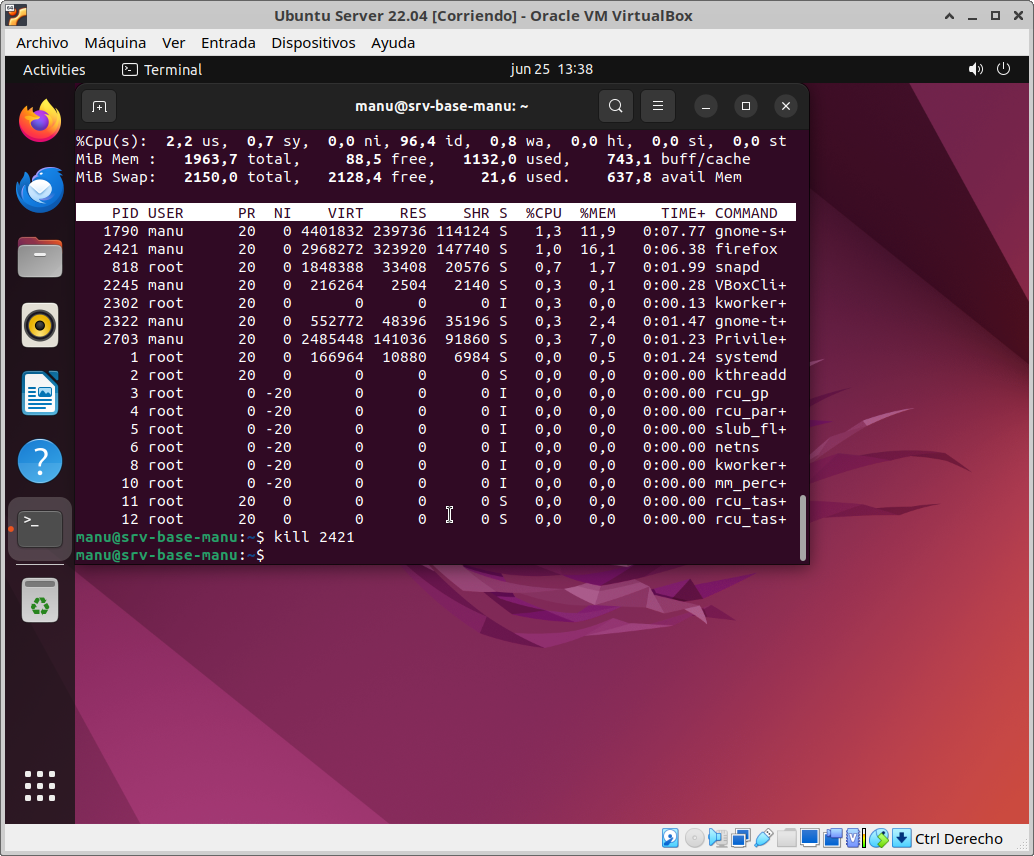 Ubuntu Server 22.04 [Corriendo] - Oracle VM VirtualBox
Archivo Máquina Ver Entrada Dispositivos Ayuda
Activities Terminal jun 25 13:38
manu@srv-base-manu: ~
%Cpu(s): 2,2 us, 0,7 sy, 0,0 ni, 96,4 id, 0,8 wa, 0,0 hi, 0,0 si, 0,0 st
MiB Mem : 1963,7 total, 88,5 free, 1132,0 used, 743,1 buff/cache
MiB Swap: 2150,0 total, 2128,4 free, 21,6 used. 637,8 avail Mem
PID USER PR NI VIRT RES SHR S %CPU %MEM TIME+ COMMAND
1790 manu 20 0 4401832 239736 114124 S 1,3 11,9 0:07.77 gnome-s+
2421 manu 20 0 2968272 323920 147740 S 1,0 16,1 0:06.38 firefox
818 root 20 0 1848388 33408 20576 S 0,7 1,7 0:01.99 snapd
2245 manu 20 0 216264 2504 2140 S 0,3 0,1 0:00.28 VBoxCli+
2302 root 20 0 0 0 0 I 0,3 0,0 0:00.13 kworker+
2322 manu 20 0 552772 48396 35196 S 0,3 2,4 0:01.47 gnome-t+
2703 manu 20 0 2485448 141036 91860 S 0,3 7,0 0:01.23 Privile+
1 root 20 0 166964 10880 6984 S 0,0 0,5 0:01.24 systemd
2 root 20 0 0 0 0 S 0,0 0,0 0:00.00 kthreadd
3 root 0 -20 0 0 0 I 0,0 0,0 0:00.00 rcu_gp
4 root 0 -20 0 0 0 I 0,0 0,0 0:00.00 rcu_par+
5 root 0 -20 0 0 0 I 0,0 0,0 0:00.00 slub_fl+
6 root 0 -20 0 0 0 I 0,0 0,0 0:00.00 netns
8 root 0 -20 0 0 0 I 0,0 0,0 0:00.00 kworker+
10 root 0 -20 0 0 0 I 0,0 0,0 0:00.00 mm_perc+
11 root 20 0 0 0 0 S 0,0 0,0 0:00.00 rcu_tas+
12 root 20 0 0 0 0 S 0,0 0,0 0:00.00 rcu_tas+
manu@srv-base-manu:~$ kill 2421
manu@srv-base-manu:~$
Ctrl Derecho